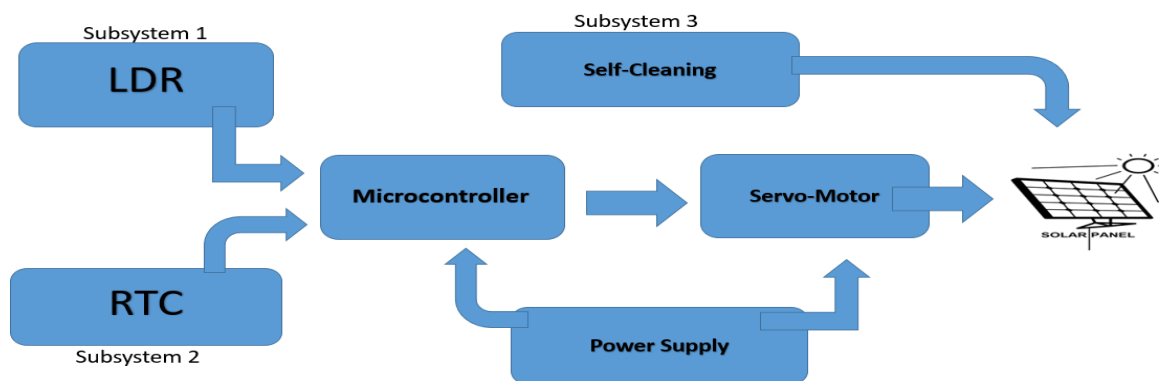 Subsystem 1
LDR
Subsystem 3
Self-Cleaning
Microcontroller
Servo-Motor
SOLAR PANEL
RTC
Subsystem 2
Power Supply